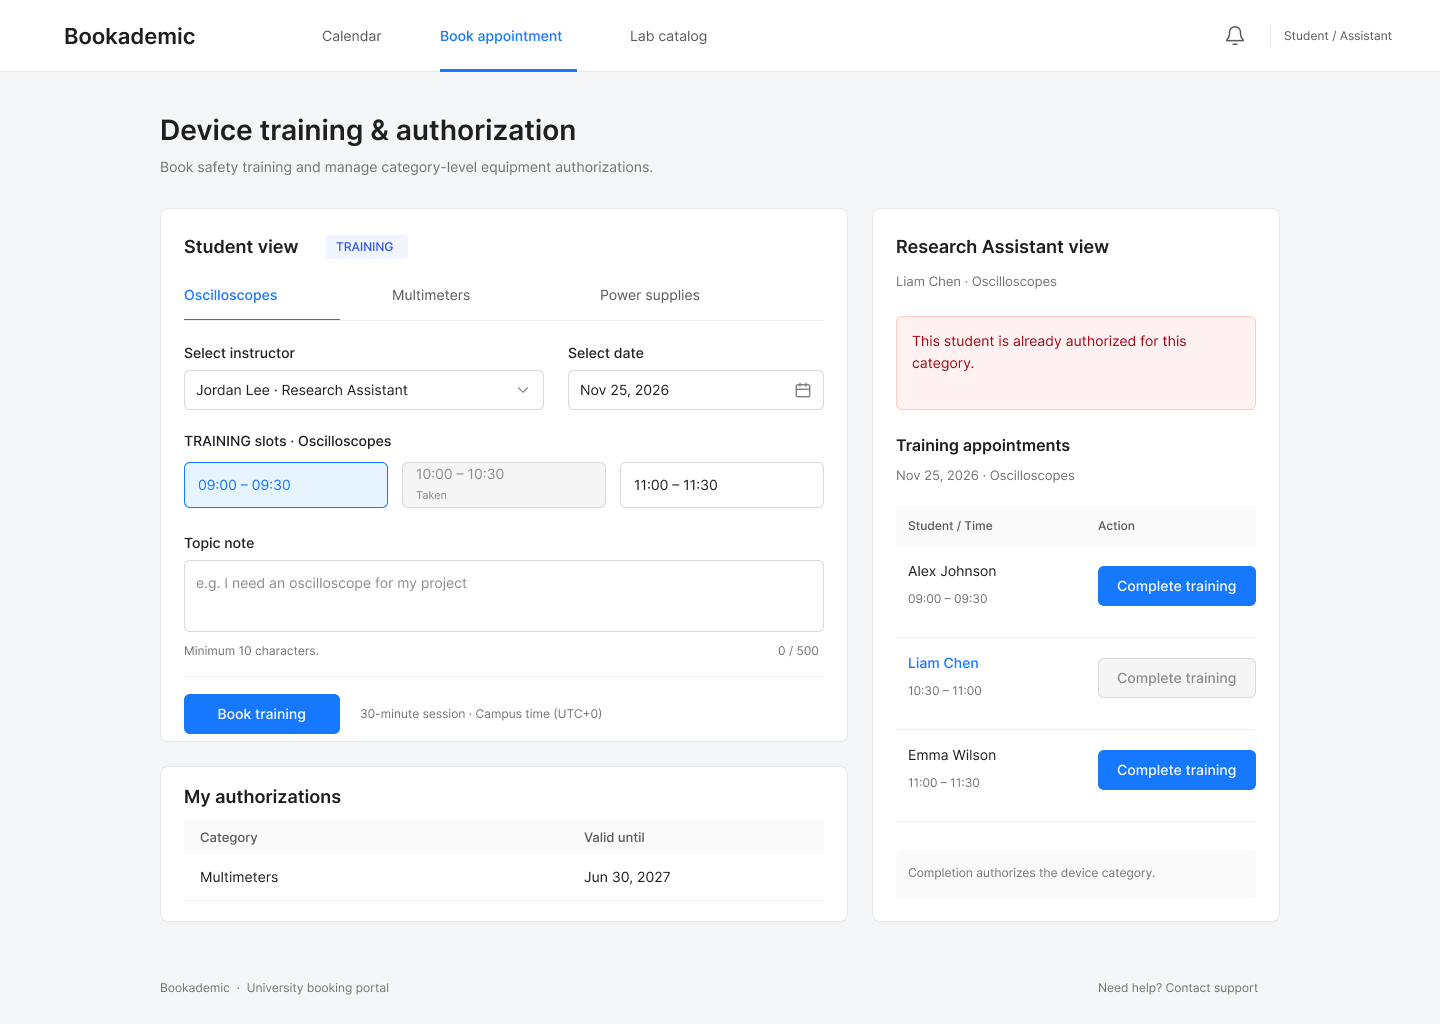 Bookademic
Calendar
Book appointment
Lab catalog
Student / Assistant
Device training & authorization
Book safety training and manage category-level equipment authorizations.
Student view
TRAINING
Oscilloscopes
Multimeters
Power supplies
Select instructor
Select date
Jordan Lee · Research Assistant
Nov 25, 2026
TRAINING slots · Oscilloscopes
09:00 – 09:30
10:00 – 10:30
Taken
11:00 – 11:30
Topic note
e.g. I need an oscilloscope for my project
Minimum 10 characters.
0 / 500
Book training
30-minute session · Campus time (UTC+0)
My authorizations
Category
Valid until
Multimeters
Jun 30, 2027
Research Assistant view
Liam Chen · Oscilloscopes
This student is already authorized for this
category.
Training appointments
Nov 25, 2026 · Oscilloscopes
Student / Time
Action
Alex Johnson
09:00 – 09:30
Complete training
Liam Chen
10:30 – 11:00
Complete training
Emma Wilson
11:00 – 11:30
Complete training
Completion authorizes the device category.
Bookademic · University booking portal
Need help? Contact support